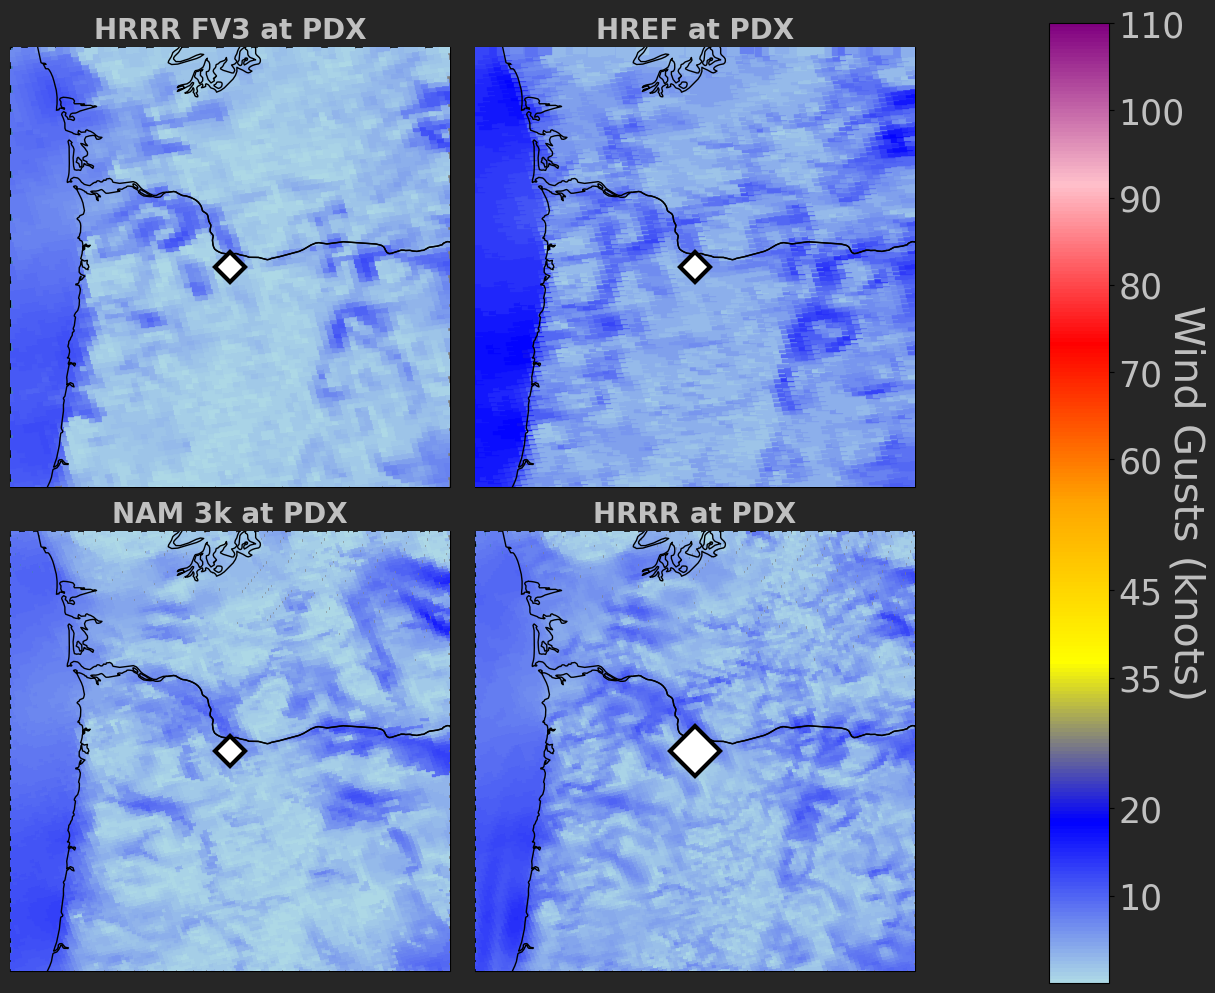 HRRR FV3 at PDX
HREF at PDX
NAM 3k at PDX
HRRR at PDX
110
100
90
80
70
60
45
35
20
10
Wind Gusts (knots)